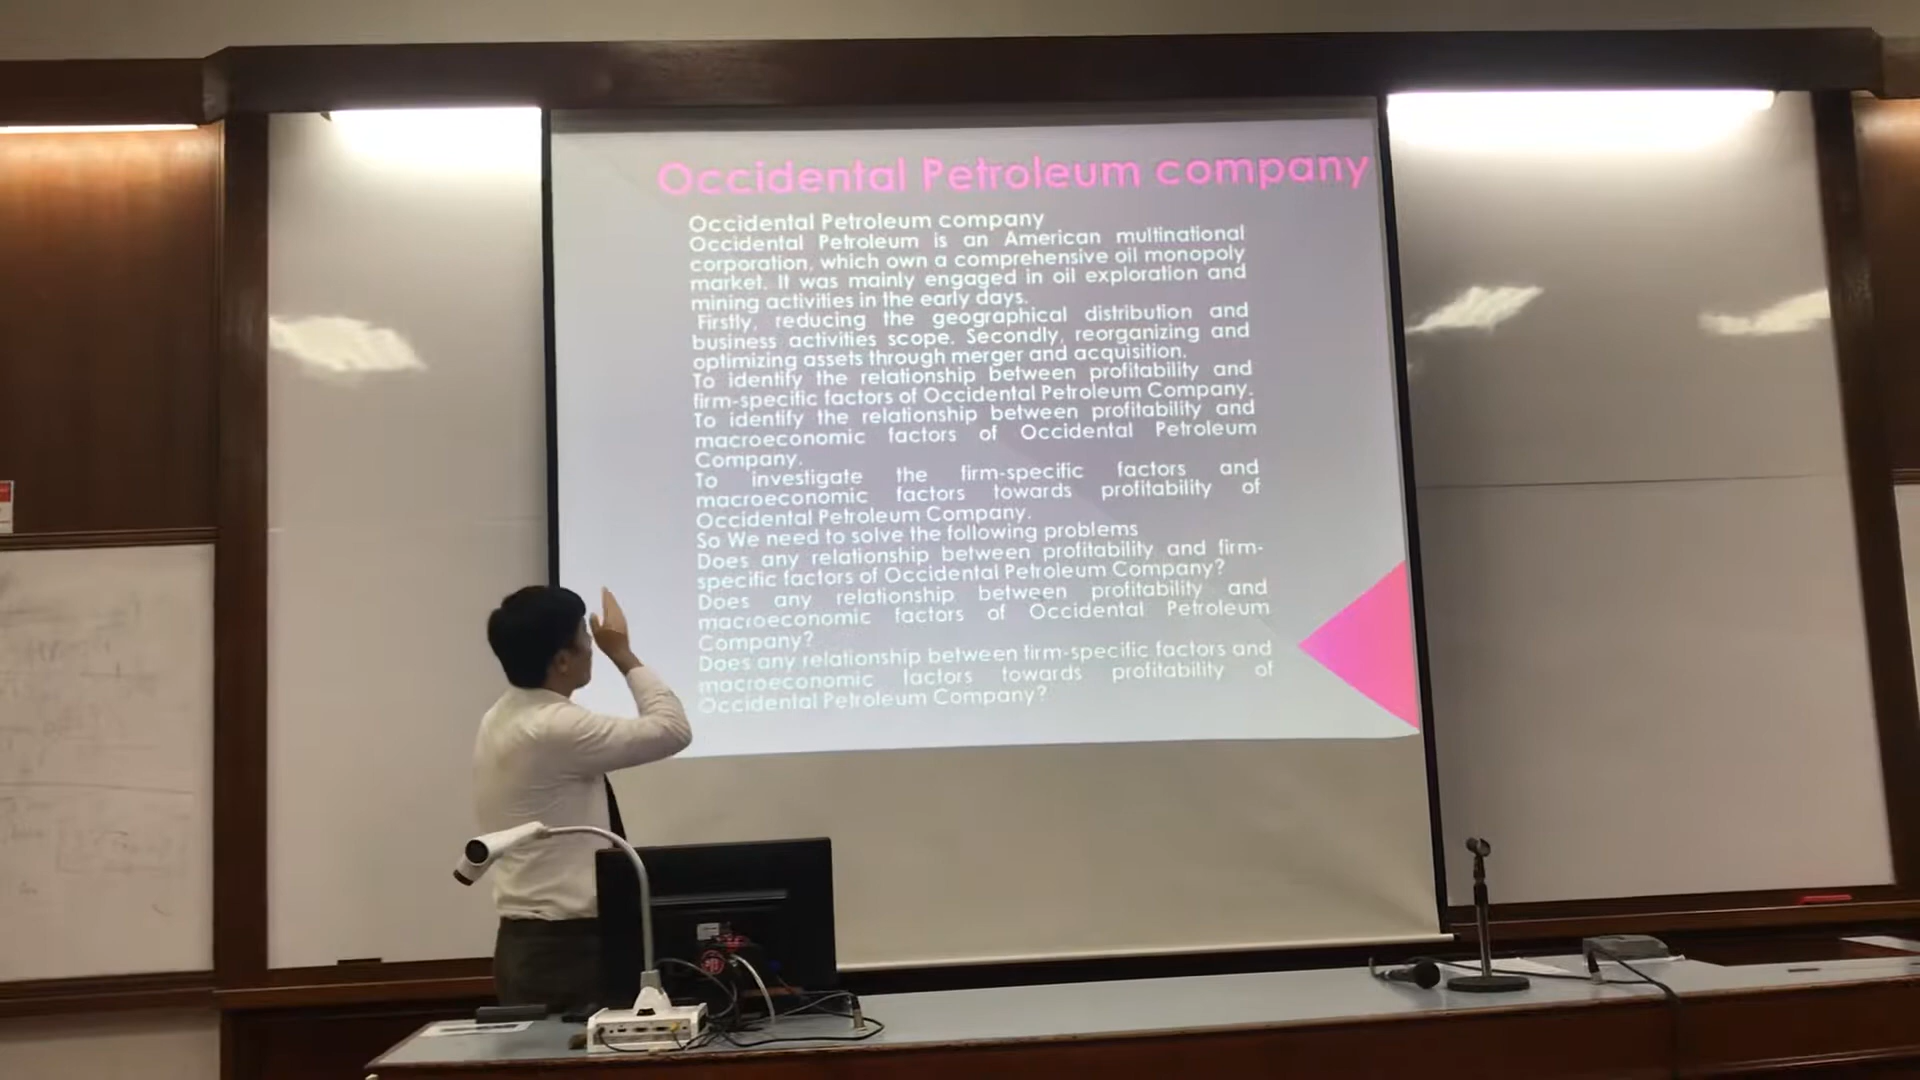 Occidental Petroleum company
Occidental Petroleum company
Occidental Petroleum is an American multinational
corporation, which own a comprehensive oil monopoly
market. It was mainly engaged in oil exploration and
mining activities in the early days.
Firstly, reducing the geographical distribution and
business activities scope. Secondly, reorganizing and
optimizing assets through merger and acquisition.
To identify the relationship between profitability and
firm-specific factors of Occidental Petroleum Company.
To identify the relationship between profitability and
macroeconomic factors of Occidental Petroleum
Company.
To investigate the firm-specific factors and
macroeconomic factors towards profitability of
Occidental Petroleum Company.
So We need to solve the following problems
Does any relationship between profitability and firm-
specific factors of Occidental Petroleum Company?
Does any relationship between profitability and
macroeconomic factors of Occidental Petroleum
Company?
Does any relationship between firm-specific factors and
macroeconomic factors towards profitability of
Occidental Petroleum Company?